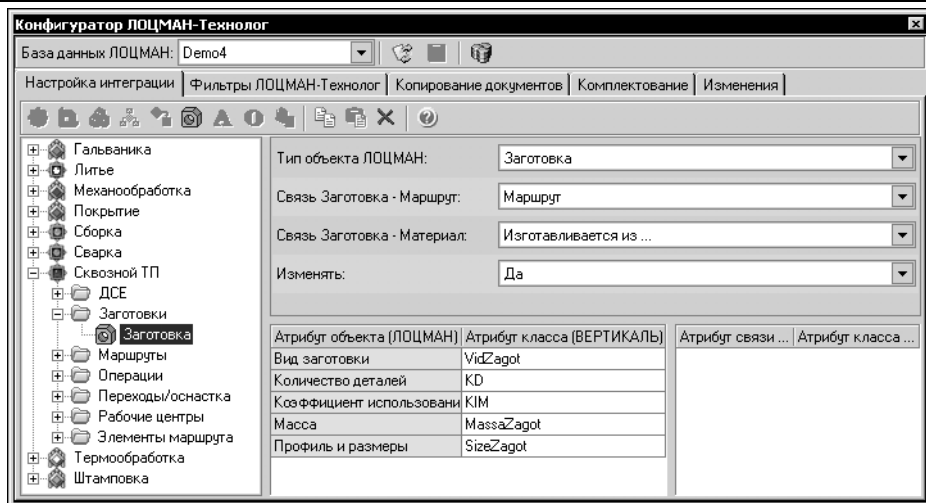 Конфигуратор ЛОЦМАН-Технолог
База данных ЛОЦМАН: Demo4
Настройка интеграции Фильтры ЛОЦМАН-Технолог Копирование документов Комплектование Изменения
Гальваника
Литье
Механообработка
Покрытие
Сборка
Сварка
Сквозной ТП
ДСЕ
Заготовки
Заготовка
Маршруты
Операции
Переходы/оснастка
Рабочие центры
Элементы маршрута
Термообработка
Штамповка
Тип объекта ЛОЦМАН: Заготовка
Связь Заготовка - Маршрут: Маршрут
Связь Заготовка - Материал: Изготавливается из ...
Изменять: Да
Атрибут объекта (ЛОЦМАН) Атрибут класса (ВЕРТИКАЛЬ)
Вид заготовки VidZagot
Количество деталей KD
Коэффициент использовани KIM
Масса MassaZagot
Профиль и размеры SizeZagot
Атрибут связи ... Атрибут класса ...